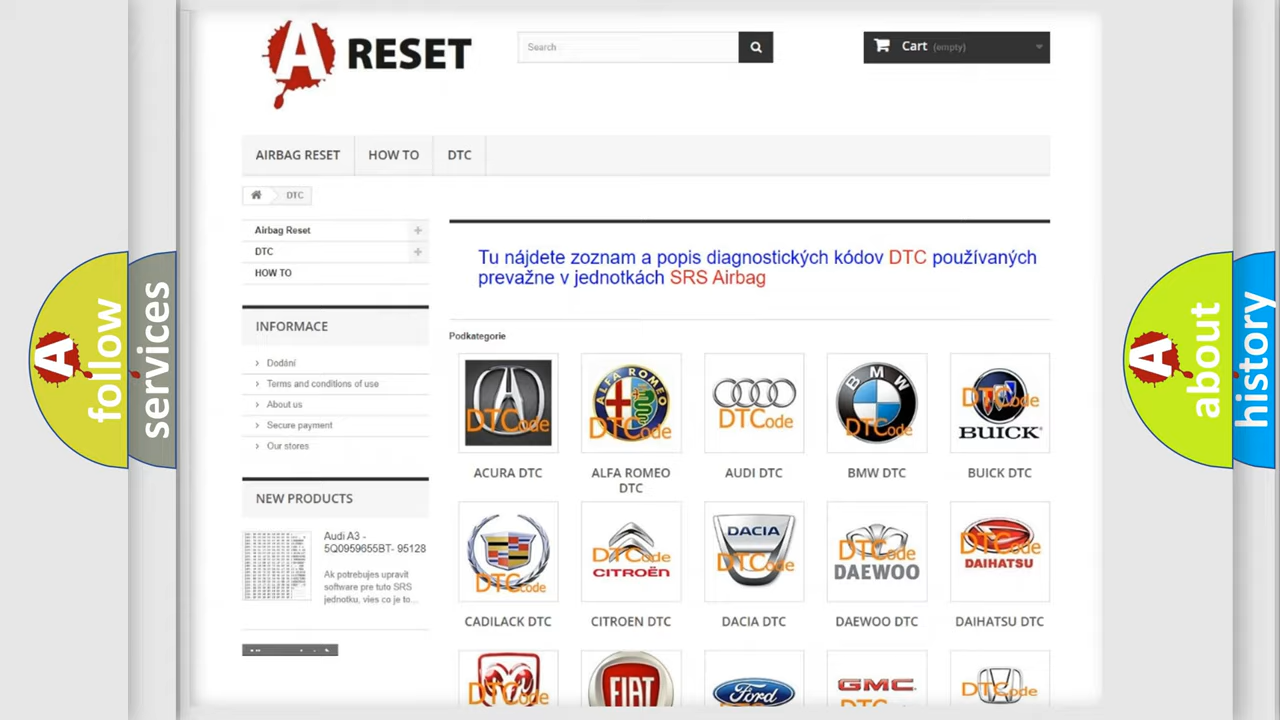 A RESET
Search
Cart (empty)
AIRBAG RESET
HOW TO
DTC
DTC
Airbag Reset
DTC
HOW TO
INFORMACE
Dodání
Terms and conditions of use
About us
Secure payment
Our stores
NEW PRODUCTS
Audi A3 -
5Q0959655BT- 95128
Ak potrebujes upravit
software pre tuto SRS
jednotku, vies co je to...
Tu nájdete zoznam a popis diagnostických kódov DTC používaných
prevažne v jednotkách SRS Airbag
Podkategorie
DTCode
ACURA DTC
ALFA ROMEO
DTCode
ALFA ROMEO
DTC
DTCode
AUDI DTC
BMW
DTCode
BMW DTC
DTCode
BUICK
BUICK DTC
DTCode
CADILACK DTC
DTCode
CITROËN
CITROEN DTC
DACIA
DTCode
DACIA DTC
DTCode
DAEWOO
DAEWOO DTC
DTCode
DAIHATSU
DAIHATSU DTC
DTCode
FIAT
Ford
GMC
DTCode
A follow
services
A about
history